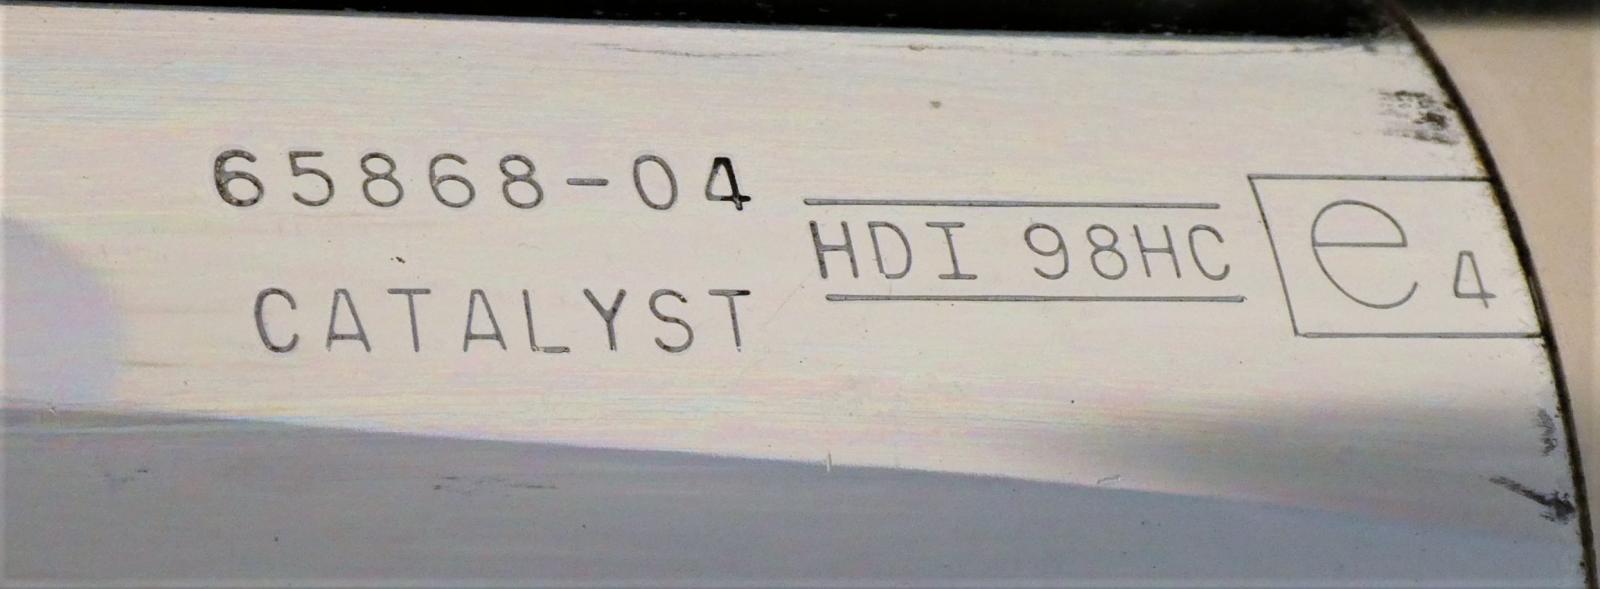 65868-04
CATALYST
HDI 98HC
e4